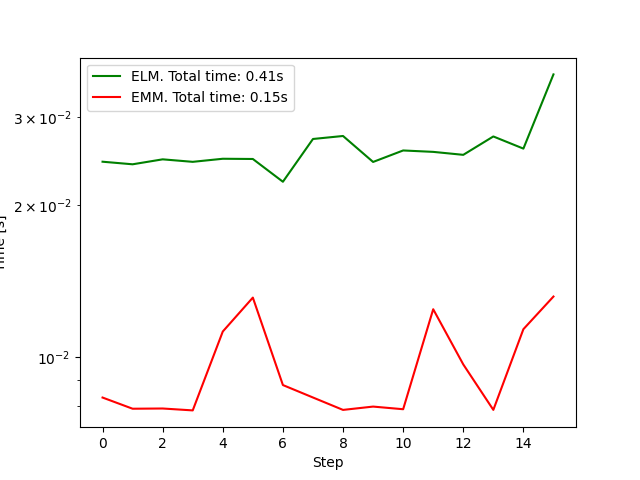 ELM. Total time: 0.41s
EMM. Total time: 0.15s
3 × 10⁻²
2 × 10⁻²
10⁻²
0 2 4 6 8 10 12 14
Step